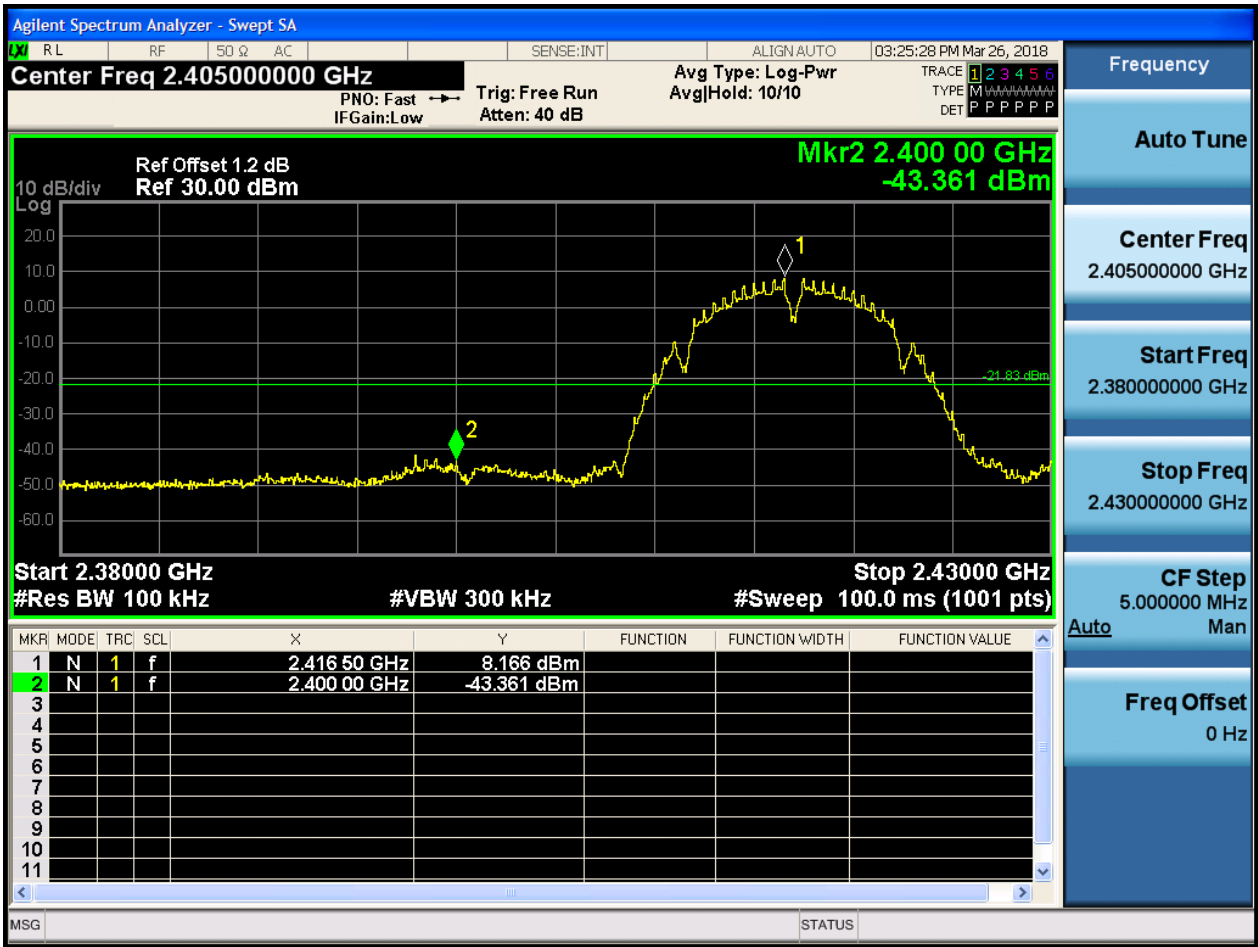 Agilent Spectrum Analyzer - Swept SA
LXI RL RF 50 Ω AC SENSE:INT ALIGN AUTO 03:25:28 PM Mar 26, 2018
Center Freq 2.405000000 GHz
PNO: Fast
IFGain:Low
Trig: Free Run
Atten: 40 dB
Avg Type: Log-Pwr
Avg|Hold: 10/10
TRACE 1 2 3 4 5 6
TYPE M
DET P P P P P P
Ref Offset 1.2 dB
Ref 30.00 dBm
10 dB/div
Log
Mkr2 2.400 00 GHz
-43.361 dBm
20.0
10.0
0.00
-10.0
-20.0
-30.0
-40.0
-50.0
-60.0
1
2
-21.83 dBm
Start 2.38000 GHz Stop 2.43000 GHz
#Res BW 100 kHz #VBW 300 kHz #Sweep 100.0 ms (1001 pts)
MKR MODE TRC SCL X Y FUNCTION FUNCTION WIDTH FUNCTION VALUE
1 N 1 f 2.416 50 GHz 8.166 dBm
2 N 1 f 2.400 00 GHz -43.361 dBm
3
4
5
6
7
8
9
10
11
MSG STATUS
Frequency
Auto Tune
Center Freq
2.405000000 GHz
Start Freq
2.380000000 GHz
Stop Freq
2.430000000 GHz
CF Step
5.000000 MHz
Auto Man
Freq Offset
0 Hz